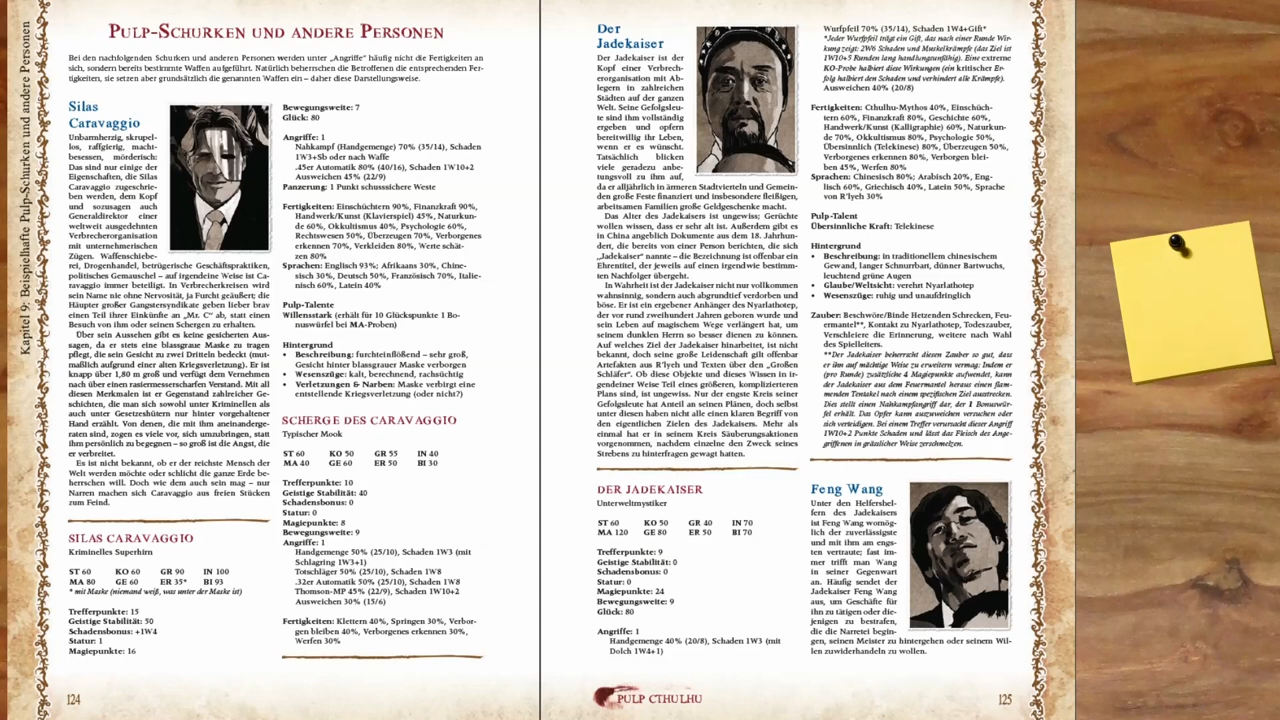 Kapitel 9: Beispielhafte Pulp-Schurken und andere Personen
Pulp-Schurken und andere Personen
Bei den nachfolgenden Schurken und anderen Personen werden unter „Angriffe“ häufig nicht die Fertigkeiten an
sich, sondern bereits bestimmte Waffen aufgeführt. Natürlich beherrschen die Betroffenen die entsprechenden Fer-
tigkeiten, sie setzen aber grundsätzlich die genannten Waffen ein – daher diese Darstellungsweise.
Silas
Caravaggio
Unbarmherzig, skrupel-
los, raffgierig, macht-
besessen, mörderisch:
Das sind nur einige der
Eigenschaften, die Silas
Caravaggio zugeschrie-
ben werden, dem Kopf
und sozusagen auch
Generaldirektor einer
weltweit ausgedehnten
Verbrecherorganisation
mit unternehmerischen
Zügen. Waffenschiebe-
rei, Drogenhandel, betrügerische Geschäftspraktiken,
politisches Gemauschel – auf irgendeine Weise ist Ca-
ravaggio immer beteiligt. In Verbrecherkreisen wird
sein Name nie ohne Nervosität, ja Furcht geäußert; die
Häupter großer Gangstersyndikate geben lieber brav
einen Teil ihrer Einkünfte an „Mr. C“ ab, statt einen
Besuch von ihm oder seinen Schergen zu erhalten.
Über sein Aussehen gibt es keine gesicherten Aus-
sagen, da er stets eine blassgraue Maske zu tragen
pflegt, die sein Gesicht zu zwei Dritteln bedeckt (mut-
maßlich aufgrund einer alten Kriegsverletzung). Er ist
knapp über 1,80 m groß und verfügt dem Vernehmen
nach über einen rasiermesserscharfen Verstand. Mit all
diesen Merkmalen ist er Gegenstand zahlreicher Ge-
schichten, die man sich sowohl unter Kriminellen als
auch unter Gesetzeshütern nur hinter vorgehaltener
Hand erzählt. Von denen, die mit ihm aneinanderge-
raten sind, zogen es viele vor, sich umzubringen, statt
ihm persönlich zu begegnen – so groß ist die Angst, die
er verbreitet.
Es ist nicht bekannt, ob er der reichste Mensch der
Welt werden möchte oder schlicht die ganze Erde be-
herrschen will. Doch wie dem auch sein mag – nur
Narren machen sich Caravaggio aus freien Stücken
zum Feind.
SILAS CARAVAGGIO
Kriminelles Superhirn
ST 60 KO 60 GR 90 IN 100
MA 80 GE 60 ER 35* BI 93
* mit Maske (niemand weiß, was unter der Maske ist)
Trefferpunkte: 15
Geistige Stabilität: 50
Schadensbonus: +1W4
Statur: 1
Magiepunkte: 16
Bewegungsweite: 7
Glück: 80
Angriffe: 1
Nahkampf (Handgemenge) 70% (35/14), Schaden
1W3+Sb oder nach Waffe
.45er Automatik 80% (40/16), Schaden 1W10+2
Ausweichen 45% (22/9)
Panzerung: 1 Punkt schusssichere Weste
Fertigkeiten: Einschüchtern 90%, Finanzkraft 90%,
Handwerk/Kunst (Klavierspiel) 45%, Naturkun-
de 60%, Okkultismus 40%, Psychologie 60%,
Rechtswesen 50%, Überzeugen 70%, Verborgenes
erkennen 70%, Verkleiden 80%, Werte schät-
zen 80%
Sprachen: Englisch 93%; Afrikaans 30%, Chine-
sisch 30%, Deutsch 50%, Französisch 70%, Italie-
nisch 60%, Latein 40%
Pulp-Talente
Willensstark (erhält für 10 Glückspunkte 1 Bo-
nuswürfel bei MA-Proben)
Hintergrund
• Beschreibung: furchteinflößend – sehr groß,
Gesicht hinter blassgrauer Maske verborgen
• Wesenszüge: kalt, berechnend, rachsüchtig
• Verletzungen & Narben: Maske verbirgt eine
entstellende Kriegsverletzung (oder nicht?)
SCHERGE DES CARAVAGGIO
Typischer Mook
ST 60 KO 50 GR 55 IN 40
MA 40 GE 60 ER 50 BI 30
Trefferpunkte: 10
Geistige Stabilität: 40
Schadensbonus: 0
Statur: 0
Magiepunkte: 8
Bewegungsweite: 9
Angriffe: 1
Handgemenge 50% (25/10), Schaden 1W3 (mit
Schlagring 1W3+1)
Totschläger 50% (25/10), Schaden 1W8
.32er Automatik 50% (25/10), Schaden 1W8
Thomson-MP 45% (22/9), Schaden 1W10+2
Ausweichen 30% (15/6)
Fertigkeiten: Klettern 40%, Springen 30%, Verbor-
gen bleiben 40%, Verborgenes erkennen 30%,
Werfen 30%
124
Der
Jadekaiser
Der Jadekaiser ist der
Kopf einer Verbrech-
erorganisation mit Ab-
legern in zahlreichen
Städten auf der ganzen
Welt. Seine Gefolgsleu-
te sind ihm vollständig
ergeben und opfern
bereitwillig ihr Leben,
wenn er es wünscht.
Tatsächlich blicken
viele geradezu anbe-
tungsvoll zu ihm auf,
da er alljährlich in ärmeren Stadtvierteln und Gemein-
den große Feste finanziert und insbesondere fleißigen,
arbeitsamen Familien große Geldgeschenke macht.
Das Alter des Jadekaisers ist ungewiss; Gerüchte
wollen wissen, dass er sehr alt ist. Außerdem gibt es
in China angeblich Dokumente aus dem 18. Jahrhun-
dert, die bereits von einer Person berichten, die sich
„Jadekaiser“ nannte – die Bezeichnung ist offenbar ein
Ehrentitel, der jeweils auf einen irgendwie bestimm-
ten Nachfolger übergeht.
In Wahrheit ist der Jadekaiser nicht nur vollkommen
wahnsinnig, sondern auch abgrundtief verdorben und
böse. Er ist ein ergebener Anhänger des Nyarlathotep,
der vor rund zweihundert Jahren geboren wurde und
sein Leben auf magischem Wege verlängert hat, um
seinem dunklen Herrn so besser dienen zu können.
Auf welches Ziel der Jadekaiser hinarbeitet, ist nicht
bekannt, doch seine große Leidenschaft gilt offenbar
Artefakten aus R'lyeh und Texten über den „Großen
Schläfer“. Ob diese Objekte und dieses Wissen in ir-
gendeiner Weise Teil eines größeren, komplizierteren
Plans sind, ist ungewiss. Nur der engste Kreis seiner
Gefolgsleute hat Anteil an seinen Plänen, doch selbst
unter diesen haben nicht alle einen klaren Begriff von
den eigentlichen Zielen des Jadekaisers. Mehr als
einmal hat er in seinem Kreis Säuberungsaktionen
vorgenommen, nachdem einzelne den Zweck seines
Strebens zu hinterfragen gewagt hatten.
DER JADEKAISER
Unterweltmystiker
ST 60 KO 50 GR 40 IN 70
MA 120 GE 80 ER 50 BI 70
Trefferpunkte: 9
Geistige Stabilität: 0
Schadensbonus: 0
Statur: 0
Magiepunkte: 24
Bewegungsweite: 9
Glück: 80
Angriffe: 1
Handgemenge 40% (20/8), Schaden 1W3 (mit
Dolch 1W4+1)
Wurfpfeil 70% (35/14), Schaden 1W4+Gift*
*Jeder Wurfpfeil trägt ein Gift, das nach einer Runde Wir-
kung zeigt: 2W6 Schaden und Muskelkrämpfe (das Ziel ist
1W10+5 Runden lang handlungsunfähig). Eine extreme
KO-Probe halbiert diese Wirkungen (ein kritischer Er-
folg halbiert den Schaden und verhindert alle Krämpfe).
Ausweichen 40% (20/8)
Fertigkeiten: Cthulhu-Mythos 40%, Einschüch-
tern 60%, Finanzkraft 80%, Geschichte 60%,
Handwerk/Kunst (Kalligraphie) 60%, Naturkun-
de 70%, Okkultismus 80%, Psychologie 50%,
Übersinnlich (Telekinese) 80%, Überzeugen 50%,
Verborgenes erkennen 80%, Verborgen blei-
ben 45%, Werfen 80%
Sprachen: Chinesisch 80%; Arabisch 20%, Eng-
lisch 60%, Griechisch 40%, Latein 50%, Sprache
von R'lyeh 30%
Pulp-Talent
Übersinnliche Kraft: Telekinese
Hintergrund
• Beschreibung: in traditionellem chinesischem
Gewand, langer Schnurrbart, dünner Bartwuchs,
leuchtend grüne Augen
• Glaube/Weltsicht: verehrt Nyarlathotep
• Wesenszüge: ruhig und unaufdringlich
Zauber: Beschwöre/Binde Hetzenden Schrecken, Feu-
ermantel**, Kontakt zu Nyarlathotep, Todeszauber,
Verschleiere die Erinnerung, weitere nach Wahl
des Spielleiters.
**Der Jadekaiser beherrscht diesen Zauber so gut, dass
er ihn auf mächtige Weise zu erweitern vermag: Indem er
(pro Runde) zusätzliche 4 Magiepunkte aufwendet, kann
der Jadekaiser aus dem Feuermantel heraus einen flam-
menden Tentakel nach einem spezifischen Ziel ausstrecken.
Dies stellt einen Nahkampfangriff dar, der 1 Bonuswür-
fel erhält. Das Opfer kann auszuweichen versuchen oder
sich verteidigen. Bei einem Treffer verursacht dieser Angriff
1W10+2 Punkte Schaden und lässt das Fleisch des Ange-
griffenen in grässlicher Weise zerschmelzen.
Feng Wang
Unter den Helfershel-
fern des Jadekaisers
ist Feng Wang womög-
lich der zuverlässigste
und mit ihm am engs-
ten vertraute; fast im-
mer trifft man Wang
in seiner Gegenwart
an. Häufig sendet der
Jadekaiser Feng Wang
aus, um Geschäfte für
ihn zu tätigen oder die-
jenigen zu bestrafen,
die die Narretei begin-
gen, seinen Meister zu hintergehen oder seinem Wil-
len zuwiderhandeln zu wollen.
PULP CTHULHU
125